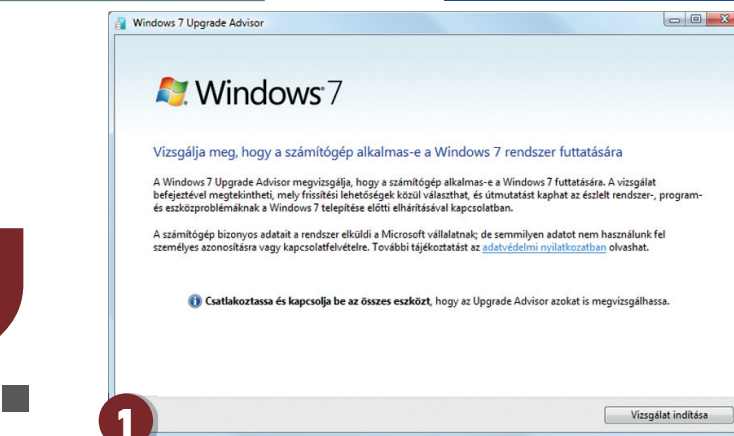 Windows 7 Upgrade Advisor
Windows 7
Vizsgálja meg, hogy a számítógép alkalmas-e a Windows 7 rendszer futtatására
A Windows 7 Upgrade Advisor megvizsgálja, hogy a számítógép alkalmas-e a Windows 7 futtatására. A vizsgálat
befejeztével megtekintheti, mely frissítési lehetőségek közül választhat, és útmutatást kaphat az észlelt rendszer-, program-
és eszközproblémáknak a Windows 7 telepítése előtti elhárításával kapcsolatban.
A számítógép bizonyos adatait a rendszer elküldi a Microsoft vállalatnak; de semmilyen adatot nem használunk fel
személyes azonosításra vagy kapcsolatfelvételre. További tájékoztatást az adatvédelmi nyilatkozatban olvashat.
Csatlakoztassa és kapcsolja be az összes eszközt, hogy az Upgrade Advisor azokat is megvizsgálhassa.
Vizsgálat indítása
1